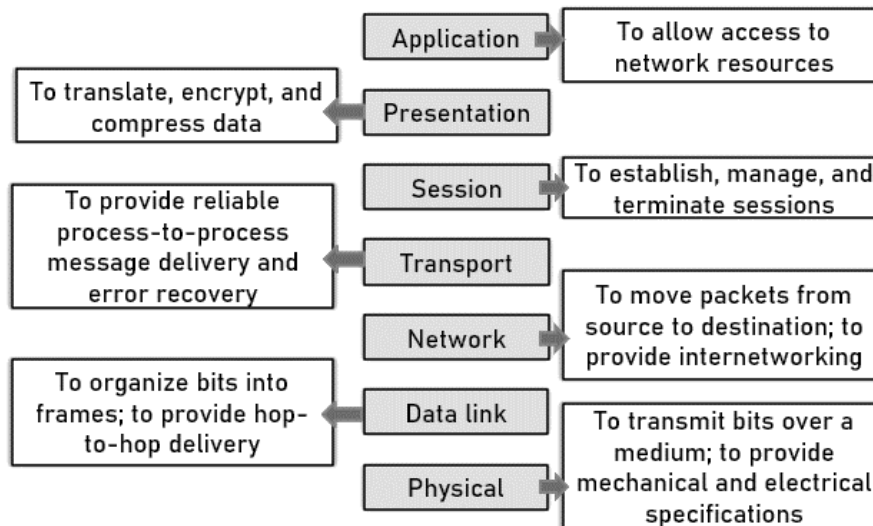 Application
To allow access to
network resources
To translate, encrypt, and
compress data
Presentation
Session
To establish, manage, and
terminate sessions
To provide reliable
process-to-process
message delivery and
error recovery
Transport
Network
To move packets from
source to destination; to
provide internetworking
To organize bits into
frames; to provide hop-
to-hop delivery
Data link
Physical
To transmit bits over a
medium; to provide
mechanical and electrical
specifications